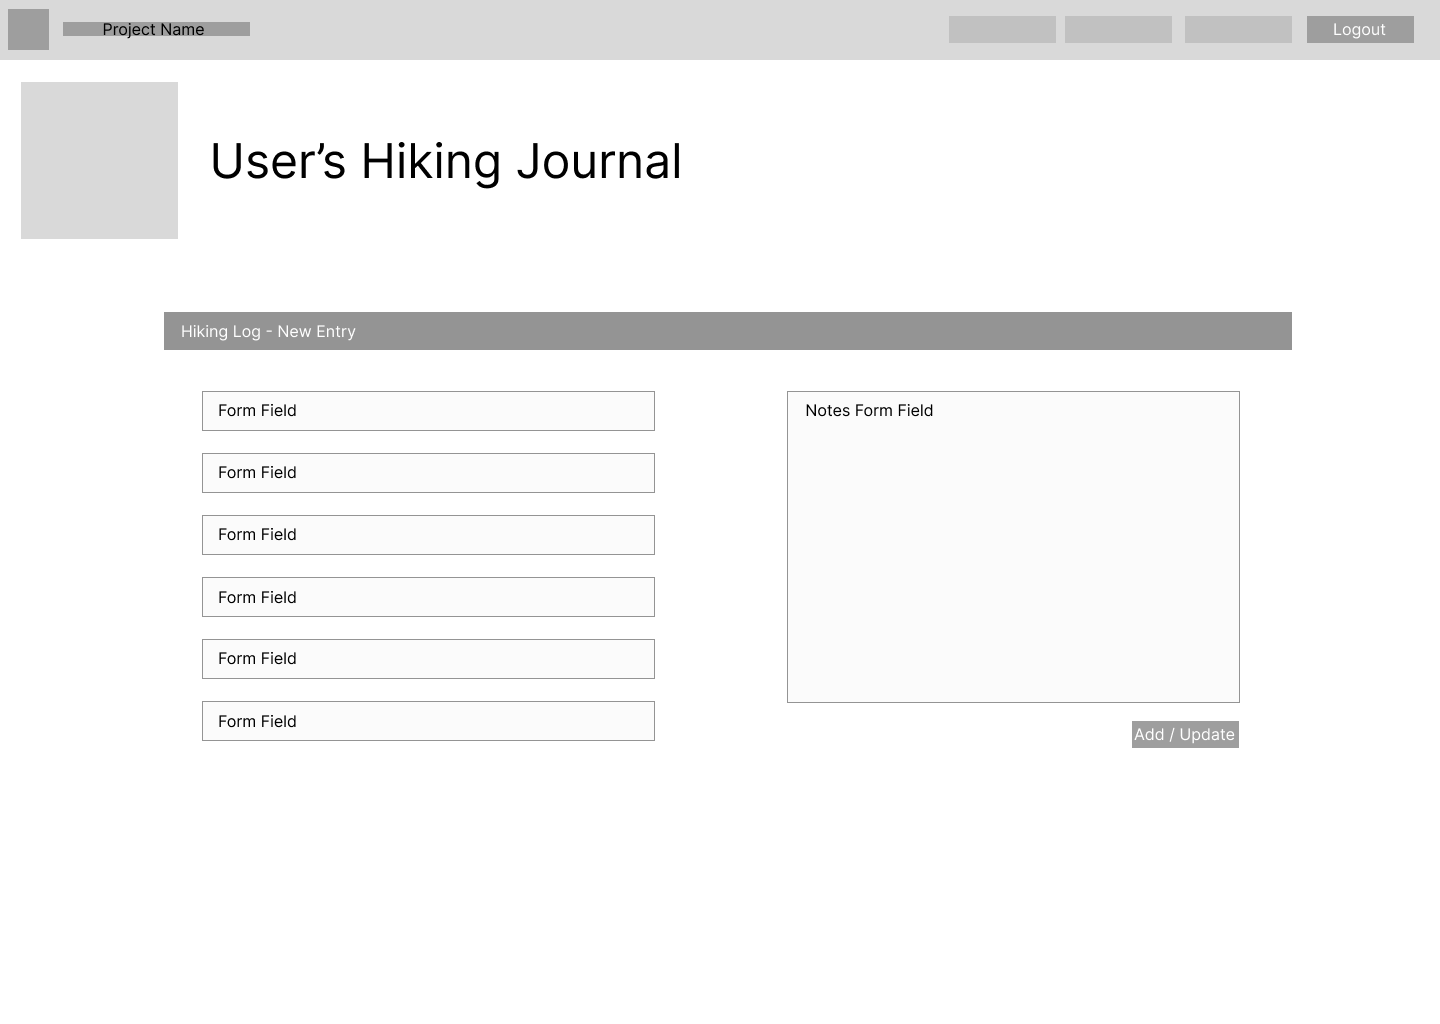 Project Name
Logout
User’s Hiking Journal
Hiking Log - New Entry
Form Field
Form Field
Form Field
Form Field
Form Field
Form Field
Notes Form Field
Add / Update